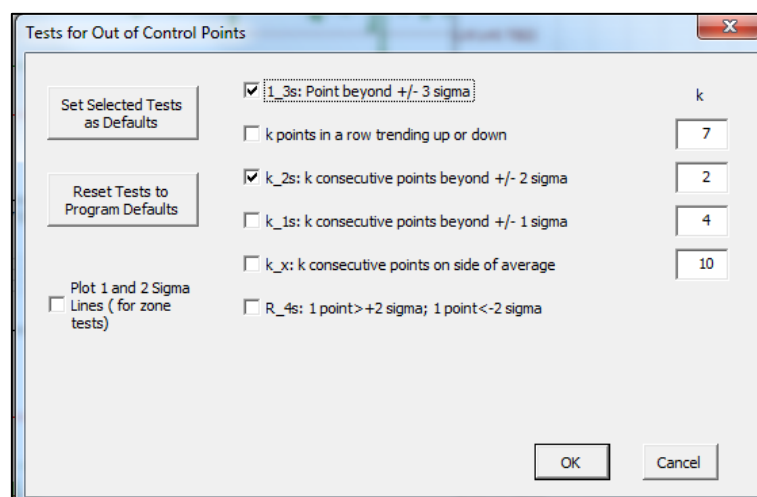 Tests for Out of Control Points
Set Selected Tests
as Defaults
Reset Tests to
Program Defaults
Plot 1 and 2 Sigma
Lines ( for zone
tests)
1_3s: Point beyond +/- 3 sigma
k
k points in a row trending up or down
7
k_2s: k consecutive points beyond +/- 2 sigma
2
k_1s: k consecutive points beyond +/- 1 sigma
4
k_x: k consecutive points on side of average
10
R_4s: 1 point>+2 sigma; 1 point<-2 sigma
OK
Cancel